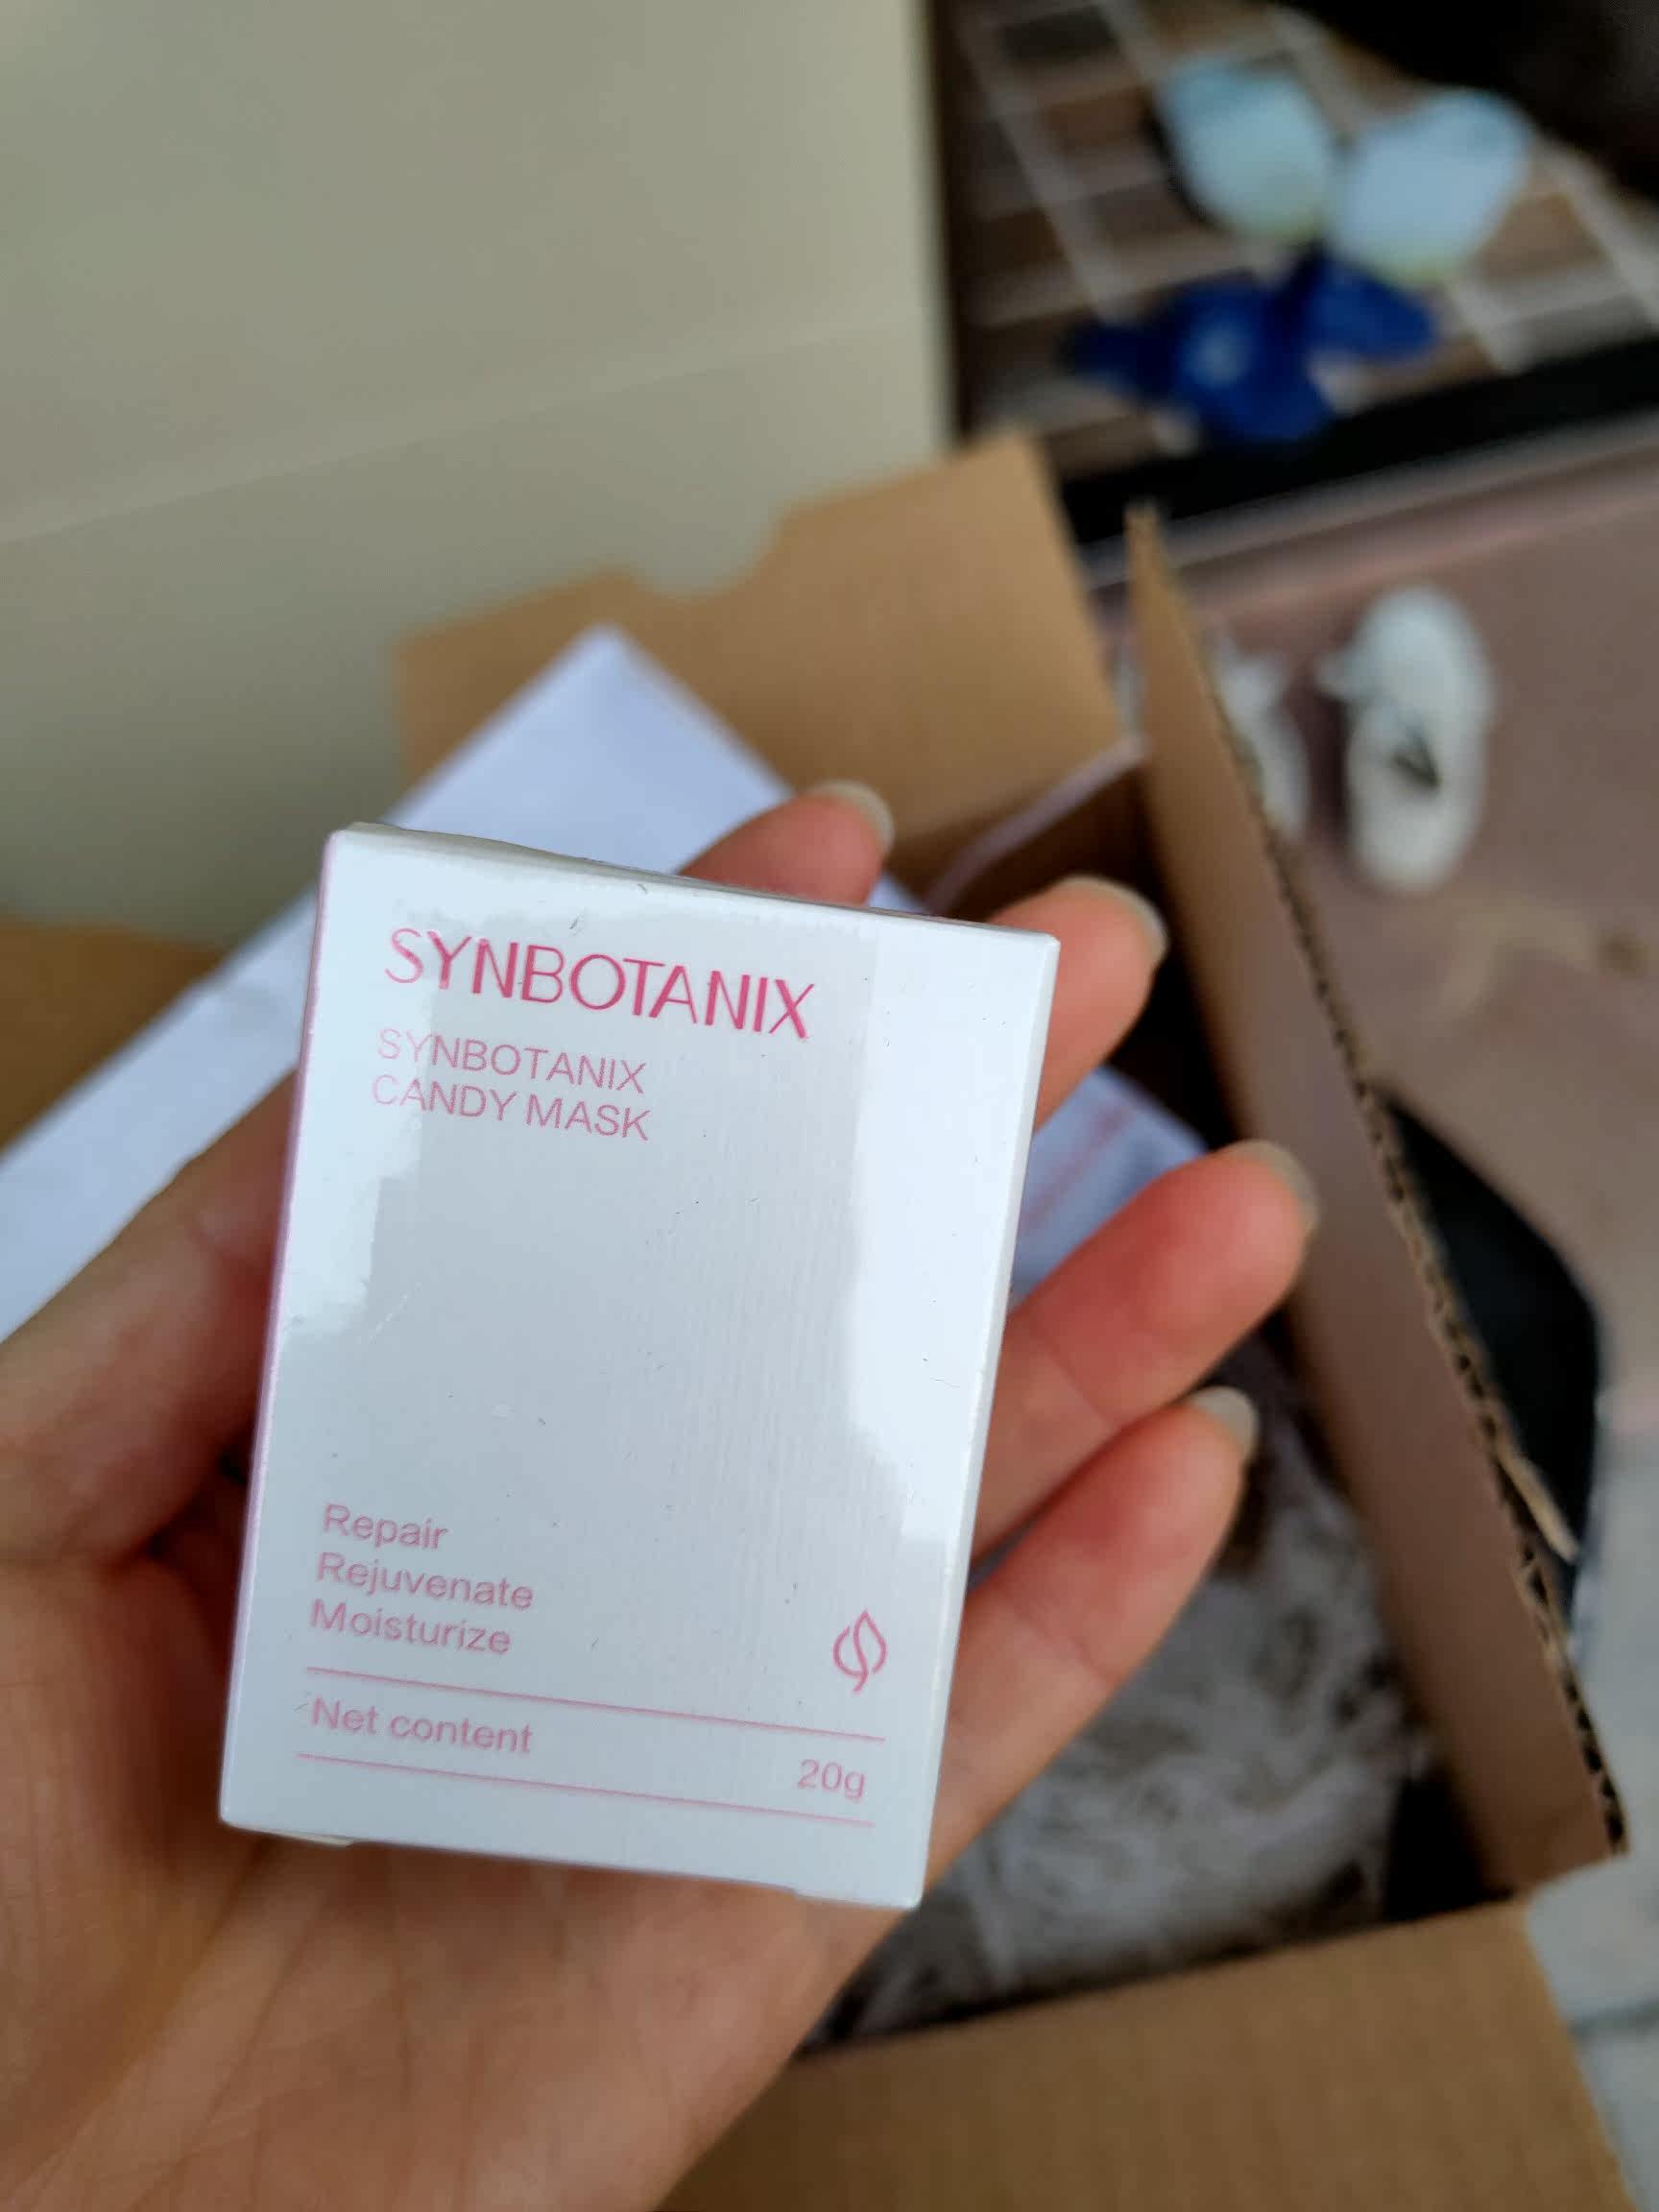 SYNBOTANIX
SYNBOTANIX
CANDY MASK
Repair
Rejuvenate
Moisturize
Net content
20g